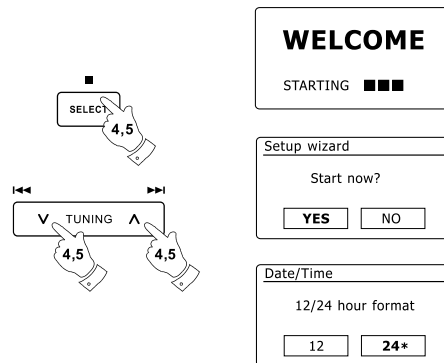 SELECT
4,5
TUNING
4,5
4,5
WELCOME
STARTING
Setup wizard
Start now?
YES NO
Date/Time
12/24 hour format
12 24*